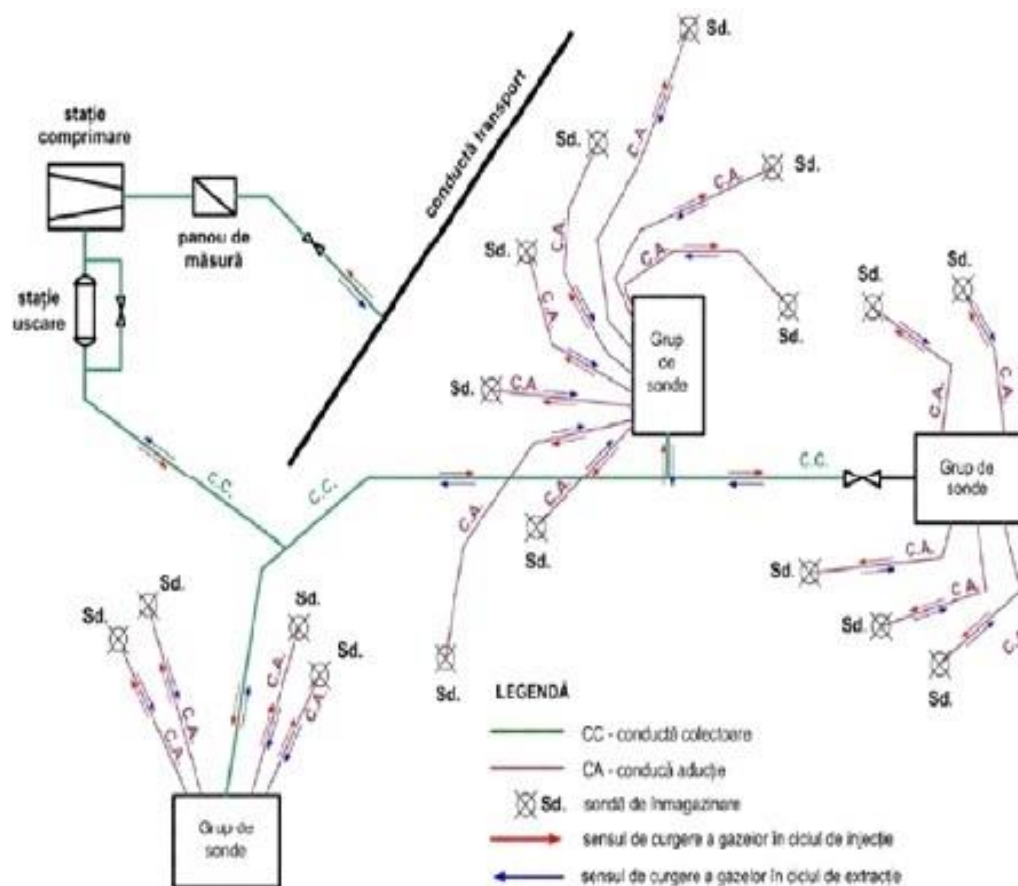 Sd.
stație
comprimare
conductă transport
C.A.
Sd.
C.A.
Sd.
panou de
măsură
Sd.
C.A.
C.A.
Sd.
Sd.
stație
uscare
C.A.
Grup
de
sonde
Sd.
Sd.
C.A.
C.A.
C.A.
C.C.
C.C.
C.C.
Grup de
sonde
C.A.
C.A.
Sd.
C.A.
Sd.
Sd.
Sd.
Sd.
C.A.
Sd.
Sd.
C.A.
Sd.
Sd.
C.A.
C.A.
C.A.
C.A.
Grup de
sonde
LEGENDĂ
CC - conductă colectoare
CA - conducă aducție
Sd. sondă de înmagazinare
sensul de curgere a gazelor în ciclul de injecție
sensul de curgere a gazelor în ciclul de extracție